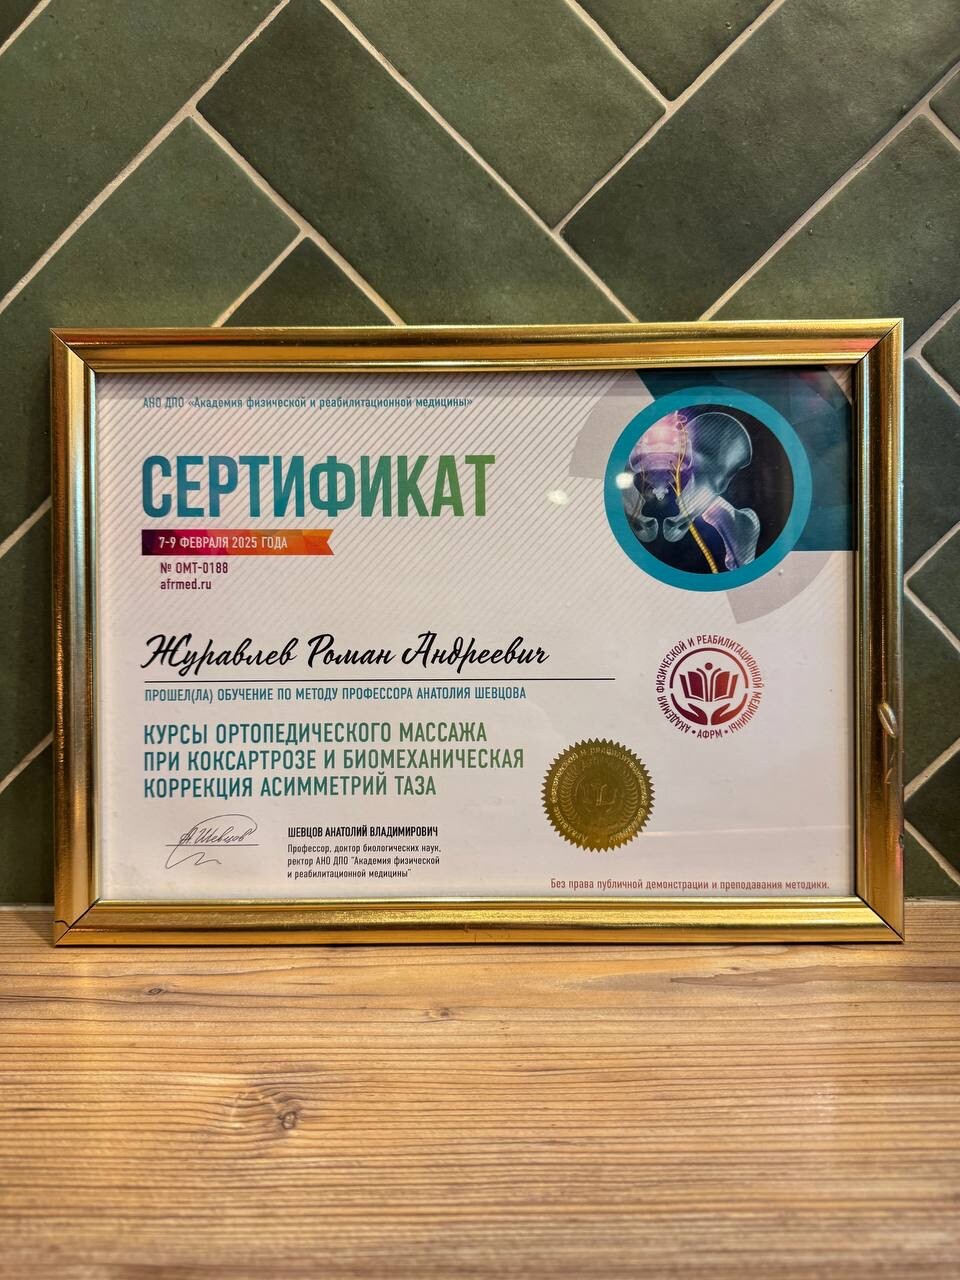 АНО ДПО «Академия физической и реабилитационной медицины»
СЕРТИФИКАТ
7-9 ФЕВРАЛЯ 2025 ГОДА
№ ОМТ-0188
afrmed.ru
Журавлев Роман Андреевич
ПРОШЕЛ(ЛА) ОБУЧЕНИЕ ПО МЕТОДУ ПРОФЕССОРА АНАТОЛИЯ ШЕВЦОВА
КУРСЫ ОРТОПЕДИЧЕСКОГО МАССАЖА
ПРИ КОКСАРТРОЗЕ И БИОМЕХАНИЧЕСКАЯ
КОРРЕКЦИЯ АСИММЕТРИЙ ТАЗА
АКАДЕМИЯ ФИЗИЧЕСКОЙ И РЕАБИЛИТАЦИОННОЙ МЕДИЦИНЫ • АФРМ •
А.Шевцов
ШЕВЦОВ АНАТОЛИЙ ВЛАДИМИРОВИЧ
Профессор, доктор биологических наук,
ректор АНО ДПО "Академия физической
и реабилитационной медицины"
Без права публичной демонстрации и преподавания методики.